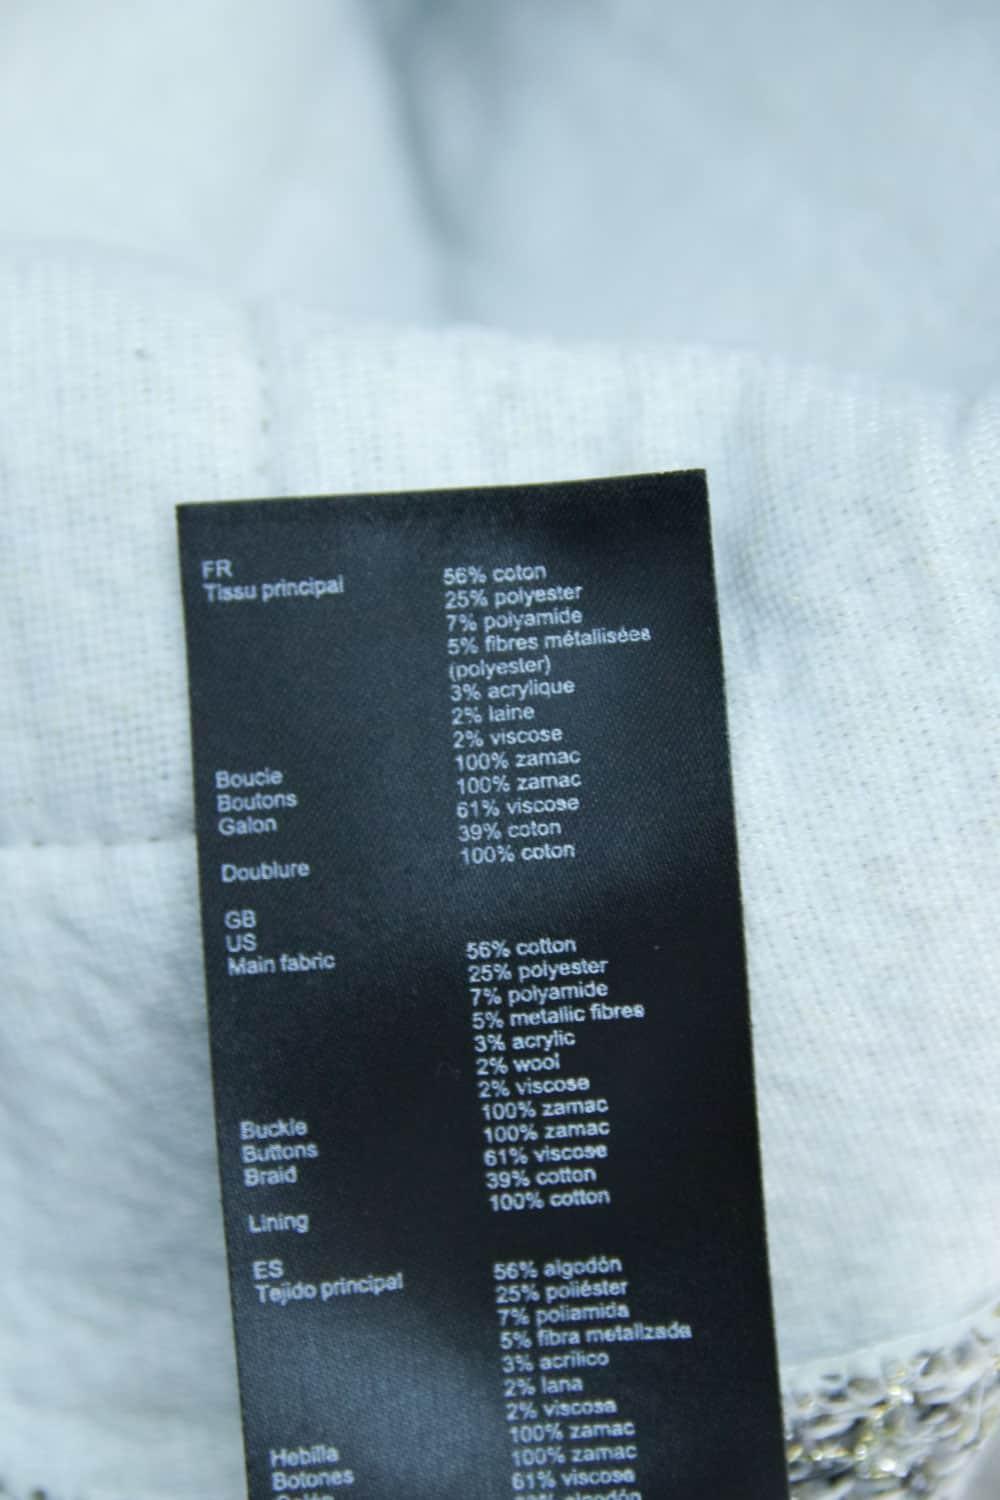 FR
Tissu principal 56% coton
25% polyester
7% polyamide
5% fibres métallisées
(polyester)
3% acrylique
2% laine
2% viscose
Boucle 100% zamac
Boutons 100% zamac
Galon 61% viscose
39% coton
Doublure 100% coton
GB
US
Main fabric 56% cotton
25% polyester
7% polyamide
5% metallic fibres
3% acrylic
2% wool
2% viscose
Buckle 100% zamac
Buttons 100% zamac
Braid 61% viscose
39% cotton
Lining 100% cotton
ES
Tejido principal 56% algodón
25% poliéster
7% poliamida
5% fibra metalizada
3% acrílico
2% lana
2% viscosa
Hebilla 100% zamac
Botones 100% zamac
61% viscosa
algodón